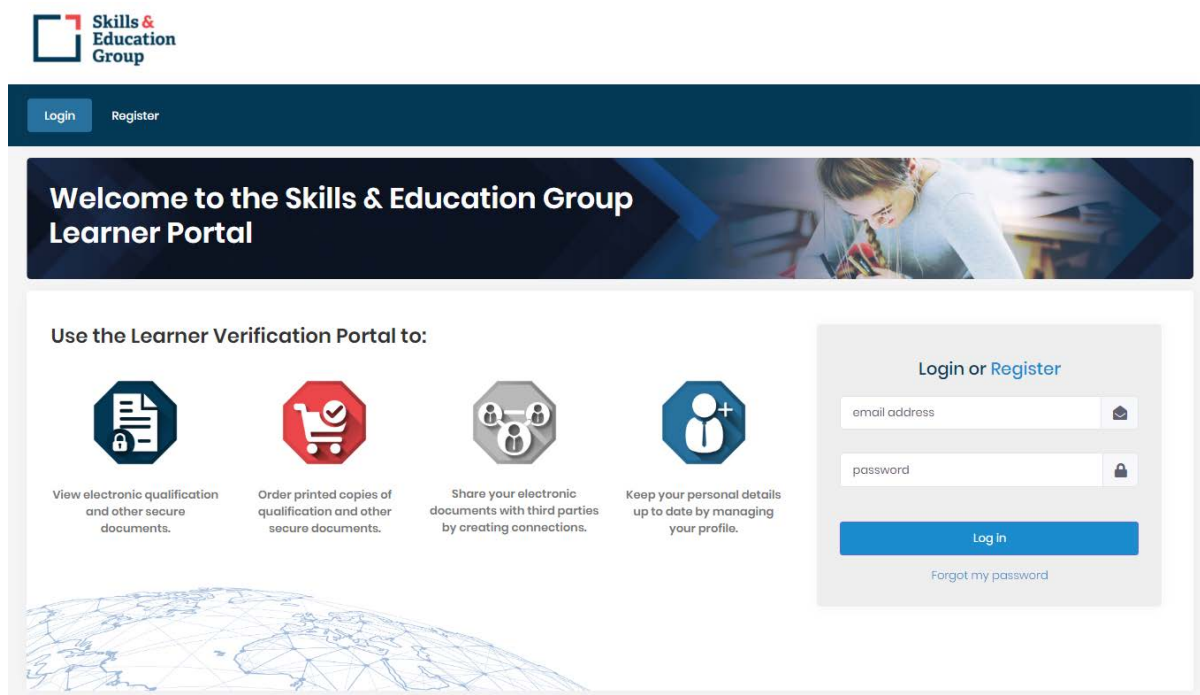 Skills &
Education
Group
Login Register
Welcome to the Skills & Education Group
Learner Portal
Use the Learner Verification Portal to:
View electronic qualification
and other secure
documents.
Order printed copies of
qualification and other
secure documents.
Share your electronic
documents with third parties
by creating connections.
Keep your personal details
up to date by managing
your profile.
Login or Register
email address
password
Log in
Forgot my password